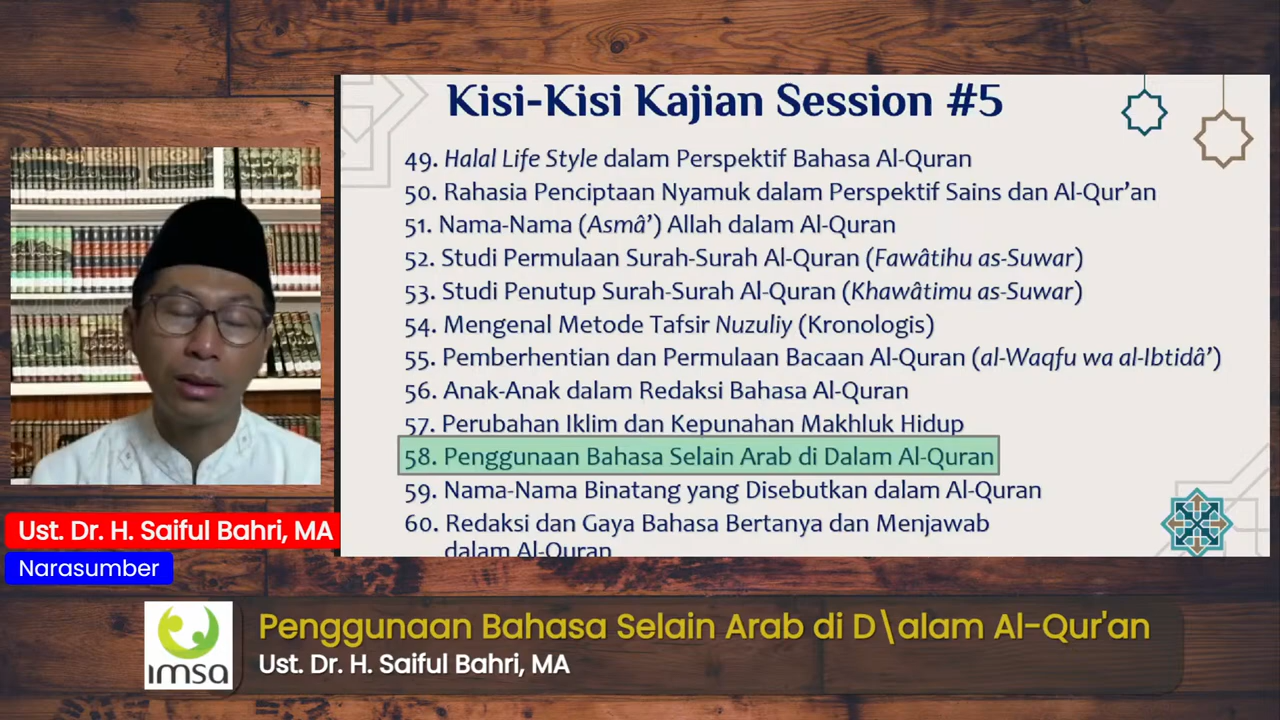 Kisi-Kisi Kajian Session #5
49. Halal Life Style dalam Perspektif Bahasa Al-Quran
50. Rahasia Penciptaan Nyamuk dalam Perspektif Sains dan Al-Qur’an
51. Nama-Nama (Asmâ’) Allah dalam Al-Quran
52. Studi Permulaan Surah-Surah Al-Quran (Fawâtihu as-Suwar)
53. Studi Penutup Surah-Surah Al-Quran (Khawâtimu as-Suwar)
54. Mengenal Metode Tafsir Nuzuliy (Kronologis)
55. Pemberhentian dan Permulaan Bacaan Al-Quran (al-Waqfu wa al-Ibtidâ’)
56. Anak-Anak dalam Redaksi Bahasa Al-Quran
57. Perubahan Iklim dan Kepunahan Makhluk Hidup
58. Penggunaan Bahasa Selain Arab di Dalam Al-Quran
59. Nama-Nama Binatang yang Disebutkan dalam Al-Quran
60. Redaksi dan Gaya Bahasa Bertanya dan Menjawab
dalam Al-Quran
Ust. Dr. H. Saiful Bahri, MA
Narasumber
imsa
Penggunaan Bahasa Selain Arab di D\alam Al-Qur'an
Ust. Dr. H. Saiful Bahri, MA